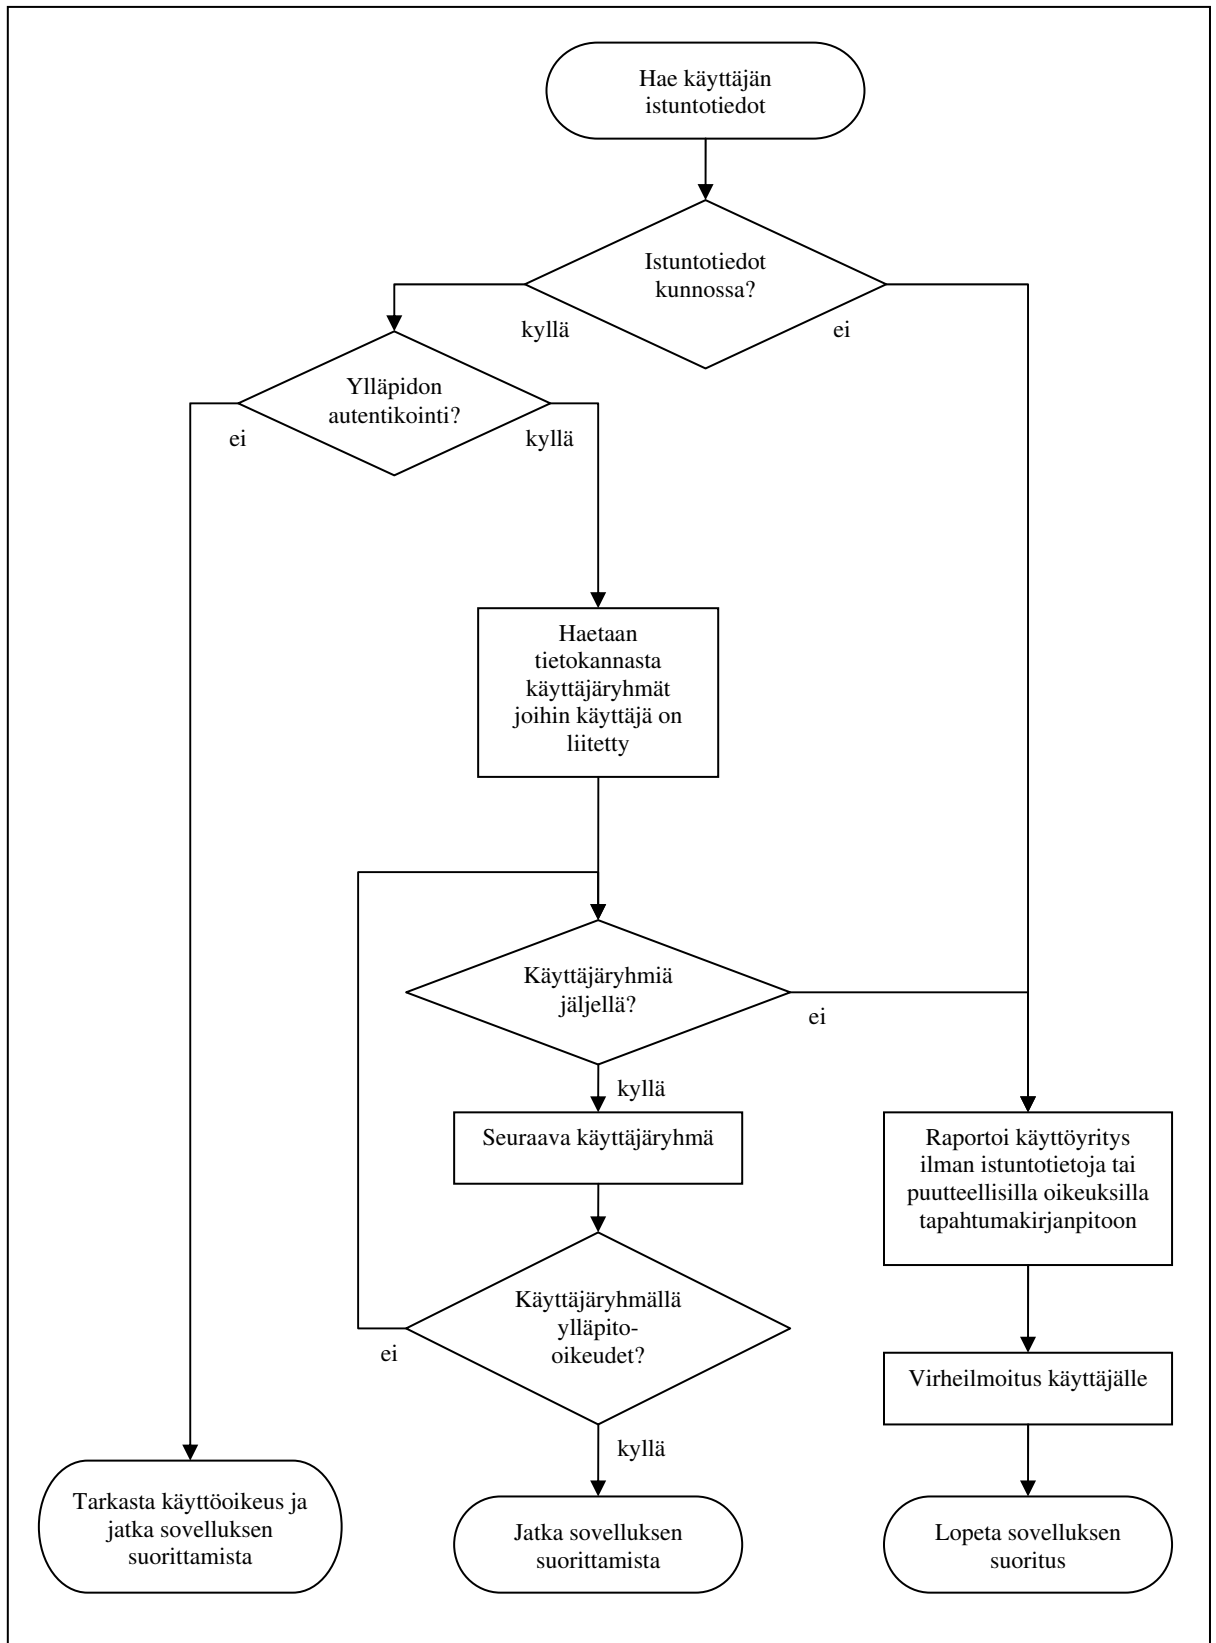 Hae käyttäjän
istuntotiedot
Istuntotiedot
kunnossa?
kyllä
ei
Ylläpidon
autentikointi?
ei
kyllä
Haetaan
tietokannasta
käyttäjäryhmät
joihin käyttäjä on
liitetty
Käyttäjäryhmiä
jäljellä?
ei
kyllä
Seuraava käyttäjäryhmä
Raportoi käyttöyritys
ilman istuntotietoja tai
puutteellisilla oikeuksilla
tapahtumakirjanpitoon
Käyttäjäryhmällä
ylläpito-
oikeudet?
ei
kyllä
Virheilmoitus käyttäjälle
Tarkasta käyttöoikeus ja
jatka sovelluksen
suorittamista
Jatka sovelluksen
suorittamista
Lopeta sovelluksen
suoritus